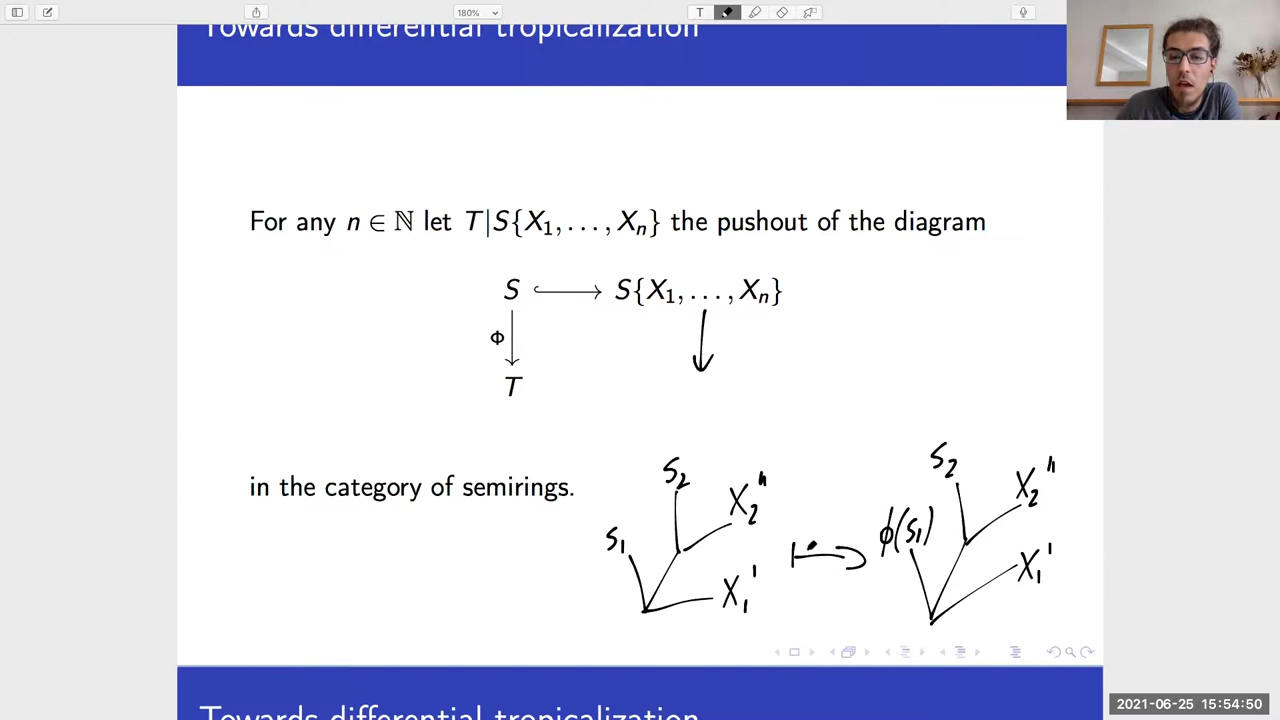 180%
T
Towards differential tropicalization
For any n ∈ ℕ let T|S{X₁, . . . , Xₙ} the pushout of the diagram
S S{X₁, . . . , Xₙ}
Φ
T
in the category of semirings.
S₁ S₂ X₂'' X₁' ϕ(S₁) S₂ X₂'' X₁'
Towards differential tropicalization
2021-06-25 15:54:50